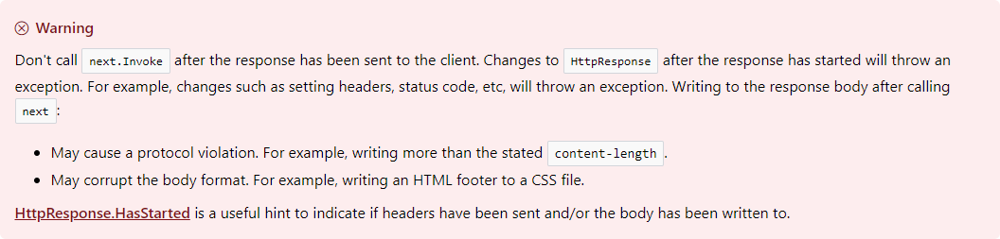 Warning
Don't call next.Invoke after the response has been sent to the client. Changes to HttpResponse after the response has started will throw an
exception. For example, changes such as setting headers, status code, etc, will throw an exception. Writing to the response body after calling
next :
• May cause a protocol violation. For example, writing more than the stated content-length .
• May corrupt the body format. For example, writing an HTML footer to a CSS file.
HttpResponse.HasStarted is a useful hint to indicate if headers have been sent and/or the body has been written to.